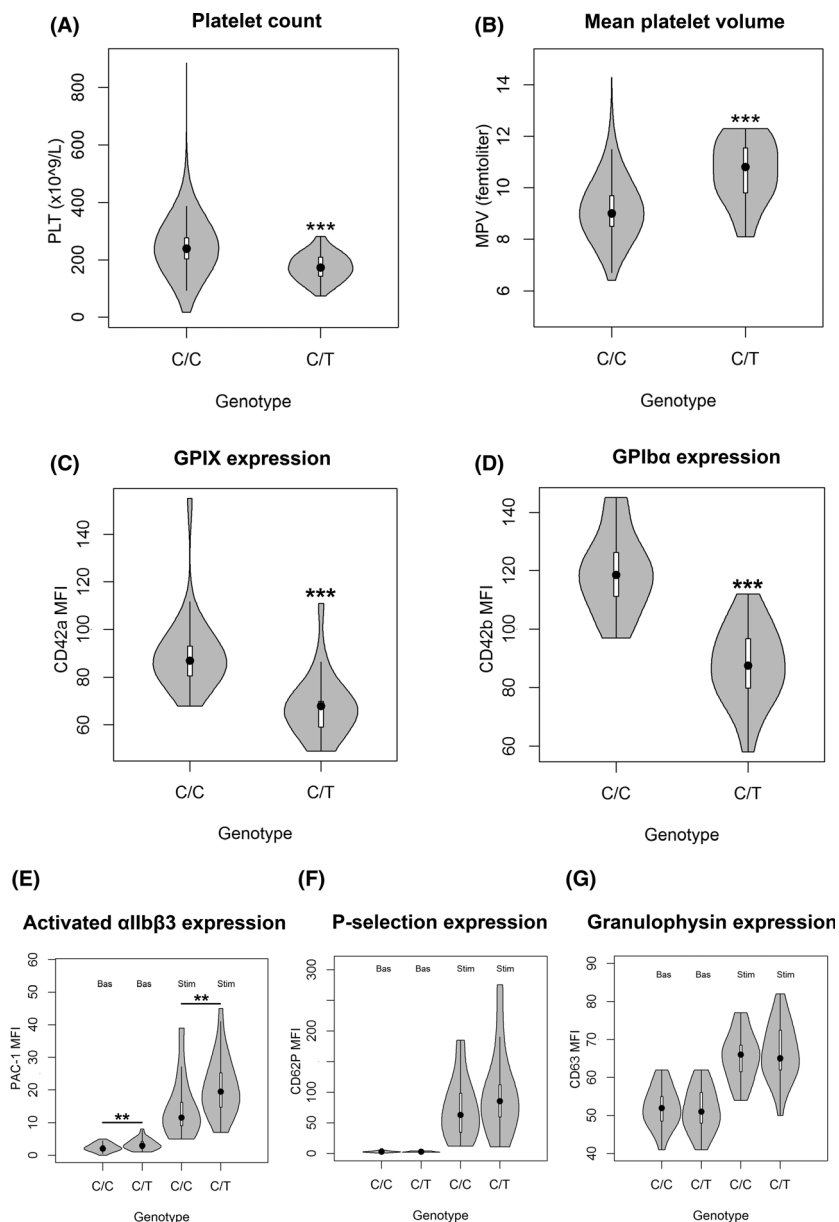 (A)
Platelet count
PLT (x10^9/L)
800
600
400
200
0
***
C/C
C/T
Genotype
(B)
Mean platelet volume
MPV (femtoliter)
14
12
10
8
6
***
C/C
C/T
Genotype
(C)
GPIX expression
CD42a MFI
140
120
100
80
60
***
C/C
C/T
Genotype
(D)
GPIbα expression
CD42b MFI
140
120
100
80
60
***
C/C
C/T
Genotype
(E)
Activated αIIbβ3 expression
PAC-1 MFI
60
50
40
30
20
10
0
Bas Bas Stim Stim
**
**
C/C C/T C/C C/T
Genotype
(F)
P-selection expression
CD62P MFI
300
200
100
50
0
Bas Bas Stim Stim
C/C C/T C/C C/T
Genotype
(G)
Granulophysin expression
CD63 MFI
90
80
70
60
50
40
Bas Bas Stim Stim
C/C C/T C/C C/T
Genotype